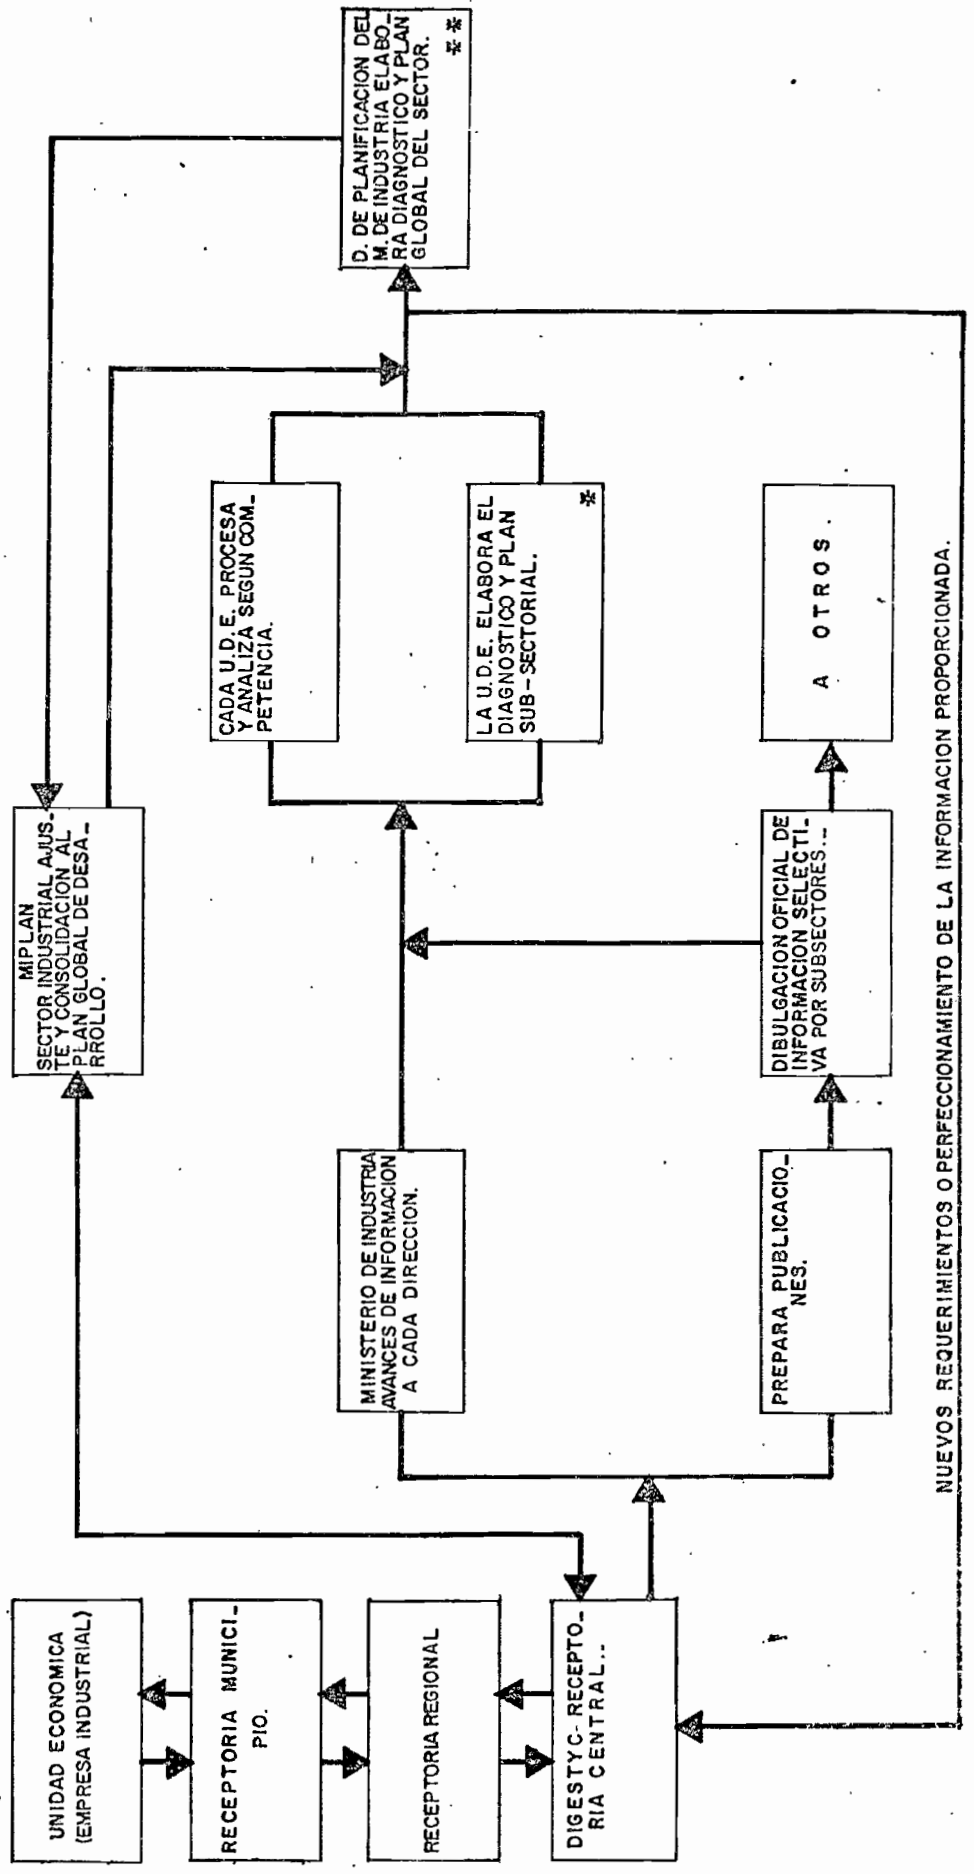 UNIDAD ECONOMICA
(EMPRESA INDUSTRIAL)
RECEPTORIA MUNICI_
PIO.
RECEPTORIA REGIONAL
DIGESTYC-RECEPTO_
RIA CENTRAL..
MIPLAN
SECTOR INDUSTRIAL AJUS_
TE Y CONSOLIDACION AL
PLAN GLOBAL DE DESA_
RROLLO.
MINISTERIO DE INDUSTRIA
AVANCES DE INFORMACION
A CADA DIRECCION.
PREPARA PUBLICACIO_
NES.
CADA U.D.E. PROCESA
Y ANALIZA SEGUN COM_
PETENCIA.
LA U.D.E. ELABORA EL
DIAGNOSTICO Y PLAN
SUB-SECTORIAL.
*
DIBULGACION OFICIAL DE
INFORMACION SELECTI_
VA POR SUBSECTORES...
A OTROS.
D. DE PLANIFICACION DEL
M. DE INDUSTRIA ELABO_
RA DIAGNOSTICO Y PLAN
GLOBAL DEL SECTOR.
**
NUEVOS REQUERIMIENTOS O PERFECCIONAMIENTO DE LA INFORMACION PROPORCIONADA.